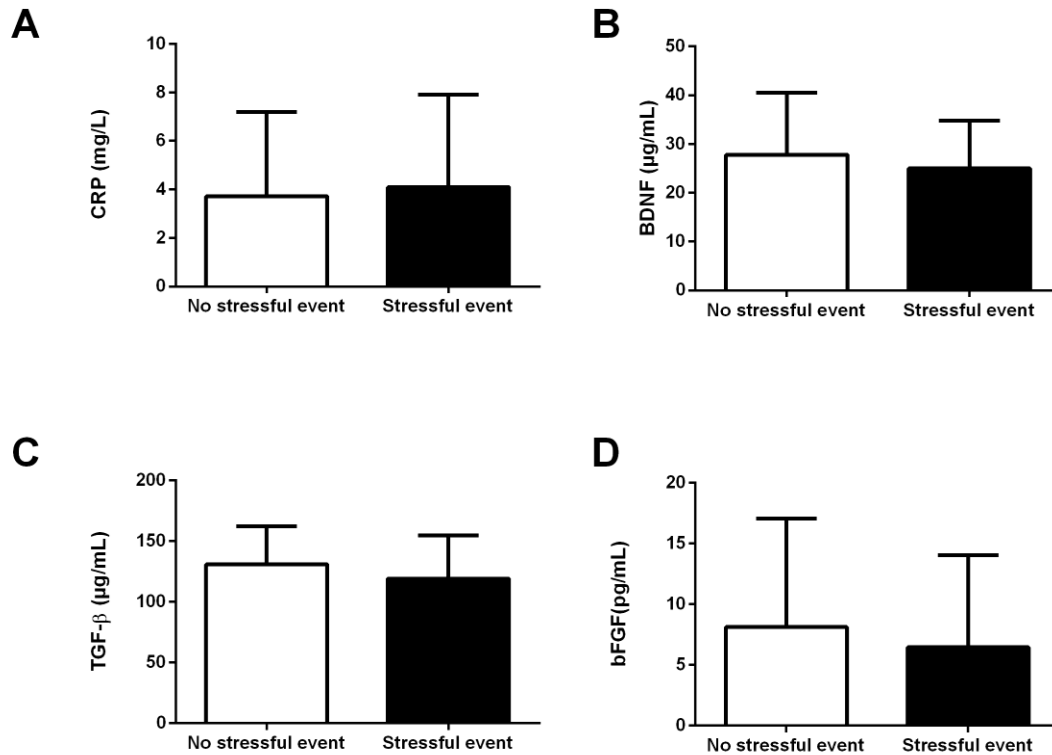 A
CRP (mg/L)
10
8
6
4
2
0
No stressful event
Stressful event
B
BDNF (µg/mL)
50
40
30
20
10
0
No stressful event
Stressful event
C
TGF-β (µg/mL)
200
150
100
50
0
No stressful event
Stressful event
D
bFGF(pg/mL)
20
15
10
5
0
No stressful event
Stressful event